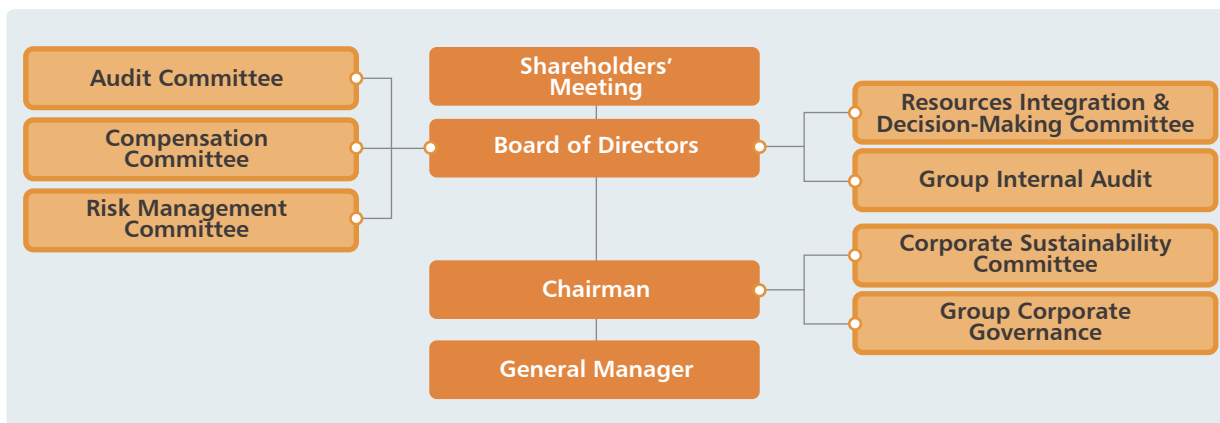 Audit Committee
Compensation
Committee
Risk Management
Committee
Shareholders'
Meeting
Board of Directors
Chairman
General Manager
Resources Integration &
Decision-Making Committee
Group Internal Audit
Corporate Sustainability
Committee
Group Corporate
Governance